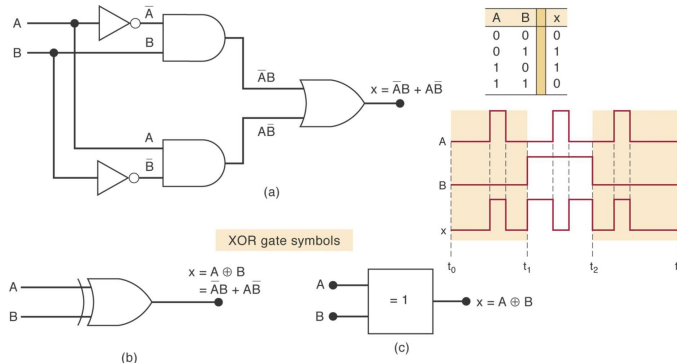 A
B
A̅
B
A̅B
x = A̅B + AB̅
AB̅
A
B̅
(a)
A B x
0 0 0
0 1 1
1 0 1
1 1 0
A
B
x
t₀ t₁ t₂
XOR gate symbols
A
B
x = A ⊕ B
= A̅B + AB̅
(b)
A
B
= 1
x = A ⊕ B
(c)